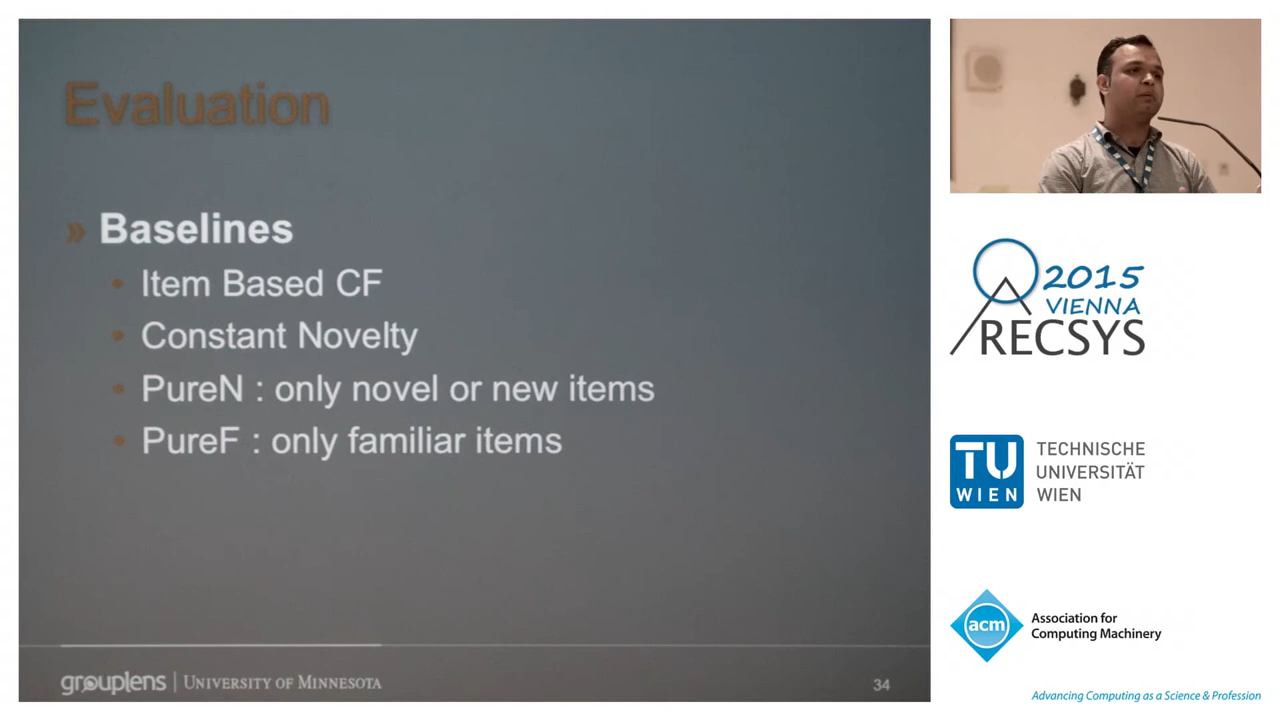 Evaluation
» Baselines
• Item Based CF
• Constant Novelty
• PureN : only novel or new items
• PureF : only familiar items
grouplens | UNIVERSITY OF MINNESOTA
34
2015
VIENNA
RECSYS
TU
WIEN
TECHNISCHE
UNIVERSITÄT
WIEN
acm
Association for
Computing Machinery
Advancing Computing as a Science & Profession